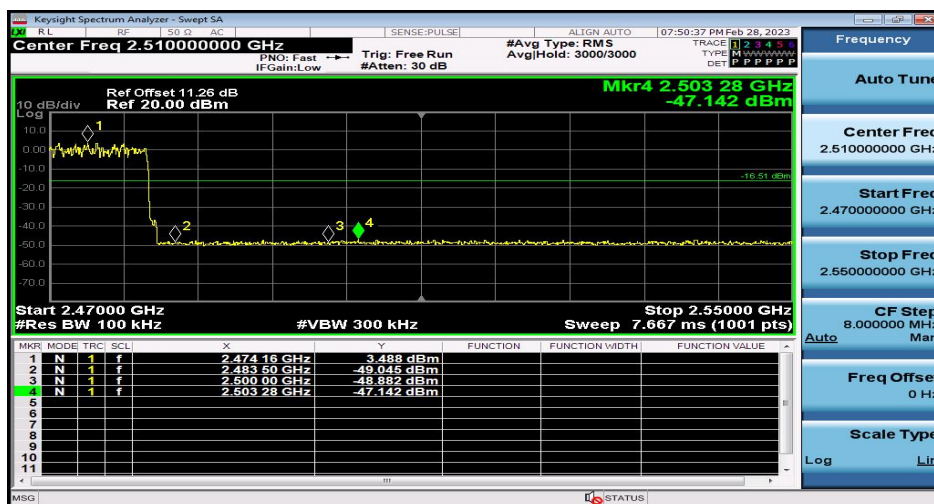 Keysight Spectrum Analyzer - Swept SA
LXI RL RF 50 Ω AC SENSE:PULSE ALIGN AUTO 07:50:37 PM Feb 28, 2023
Center Freq 2.510000000 GHz
PNO: Fast
IFGain:Low
Trig: Free Run
#Atten: 30 dB
#Avg Type: RMS
Avg|Hold: 3000/3000
TRACE 1 2 3 4 5 6
TYPE M
DET P P P P P P
Ref Offset 11.26 dB
10 dB/div Ref 20.00 dBm
Log
Mkr4 2.503 28 GHz
-47.142 dBm
10.0
0.00
-10.0
-20.0
-30.0
-40.0
-50.0
-60.0
-70.0
1
2
3
4
-16.51 dBm
Start 2.47000 GHz Stop 2.55000 GHz
#Res BW 100 kHz #VBW 300 kHz Sweep 7.667 ms (1001 pts)
MKR MODE TRC SCL X Y FUNCTION FUNCTION WIDTH FUNCTION VALUE
1 N 1 f 2.474 16 GHz 3.488 dBm
2 N 1 f 2.483 50 GHz -49.045 dBm
3 N 1 f 2.500 00 GHz -48.882 dBm
4 N 1 f 2.503 28 GHz -47.142 dBm
5
6
7
8
9
10
11
MSG STATUS
Frequency
Auto Tune
Center Freq
2.510000000 GHz
Start Freq
2.470000000 GHz
Stop Freq
2.550000000 GHz
CF Step
8.000000 MHz
Auto Man
Freq Offset
0 Hz
Scale Type
Log Lin